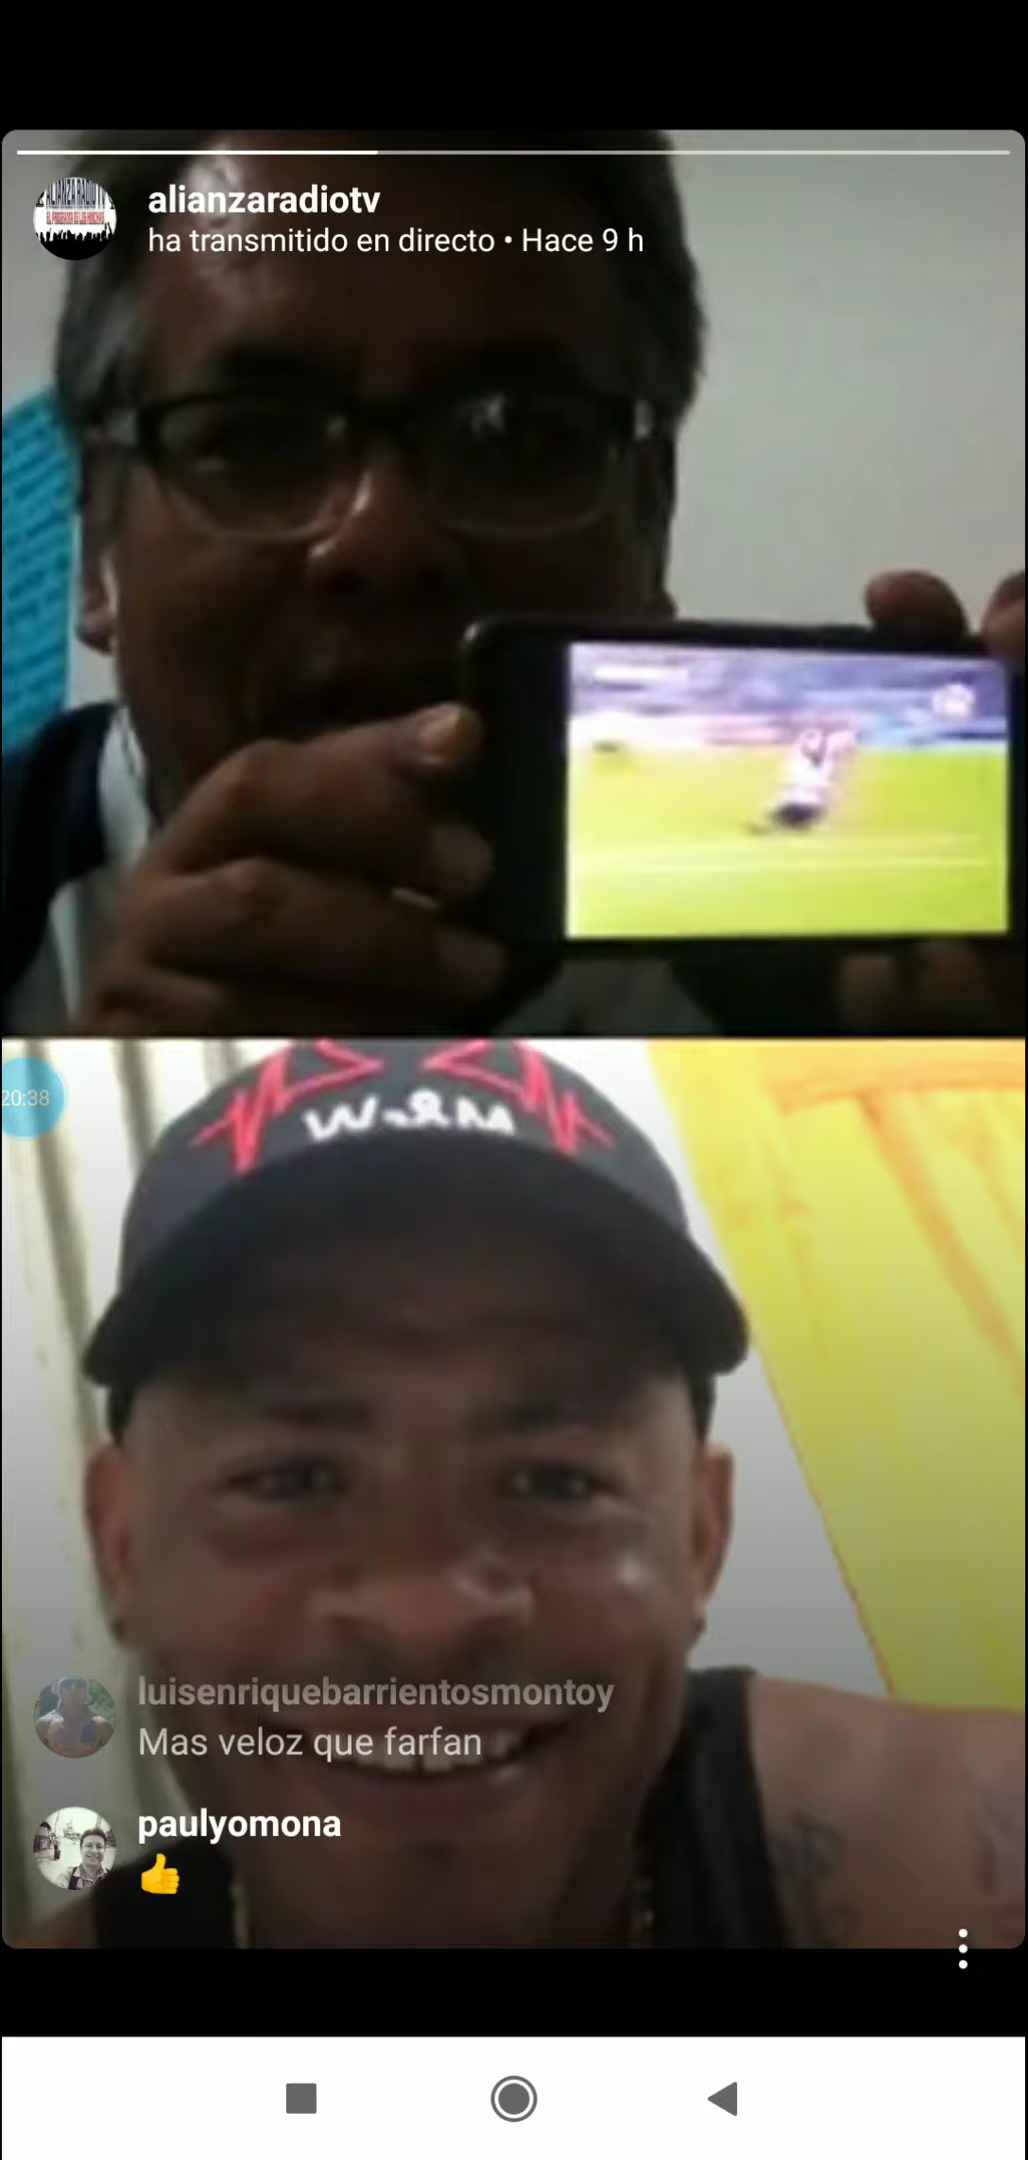 alianzaradiotv
ha transmitido en directo • Hace 9 h
20:38
W&M
luisenriquebarrientosmontoy
Mas veloz que farfan
paulyomona
👍